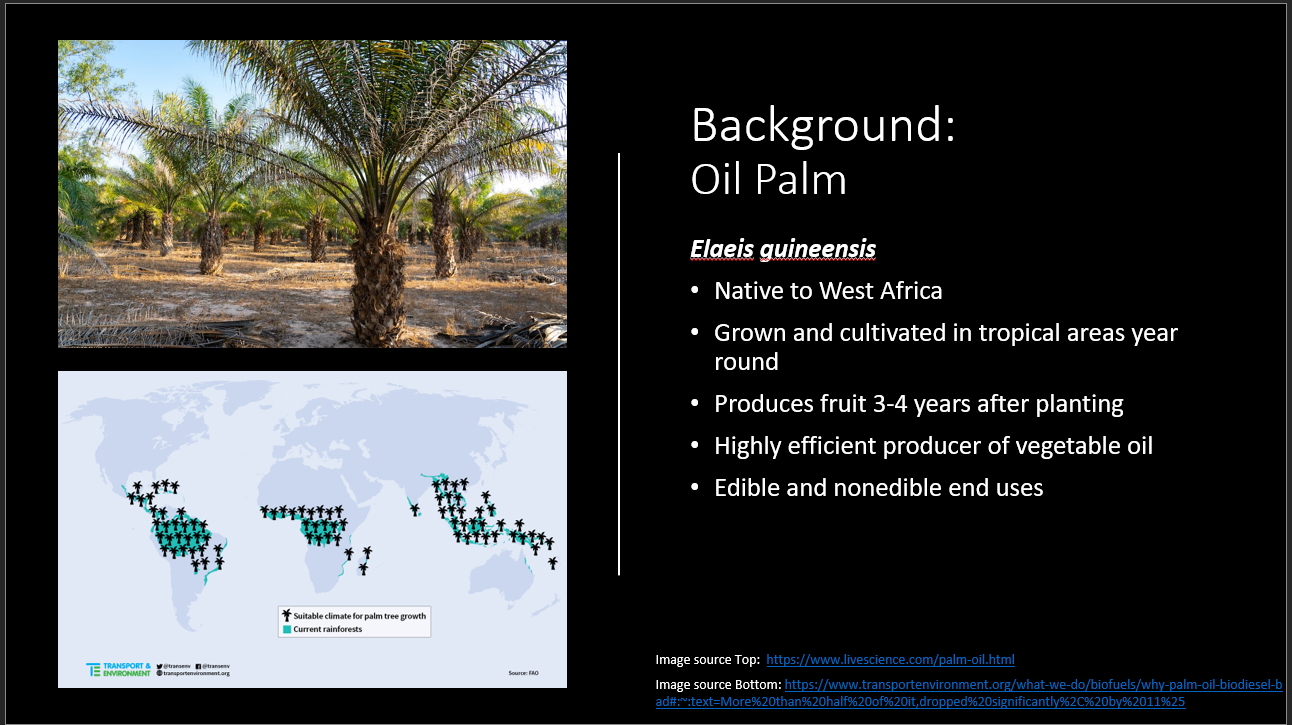 Background:
Oil Palm
Elaeis guineensis
• Native to West Africa
• Grown and cultivated in tropical areas year
round
• Produces fruit 3-4 years after planting
• Highly efficient producer of vegetable oil
• Edible and nonedible end uses
Suitable climate for palm tree growth
Current rainforests
TRANSPORT &
ENVIRONMENT
@transenv @transenv
transportenvironment.org
Source: FAO
Image source Top: https://www.livescience.com/palm-oil.html
Image source Bottom: https://www.transportenvironment.org/what-we-do/biofuels/why-palm-oil-biodiesel-b
ad#:~:text=More%20than%20half%20of%20it,dropped%20significantly%2C%20by%2011%25